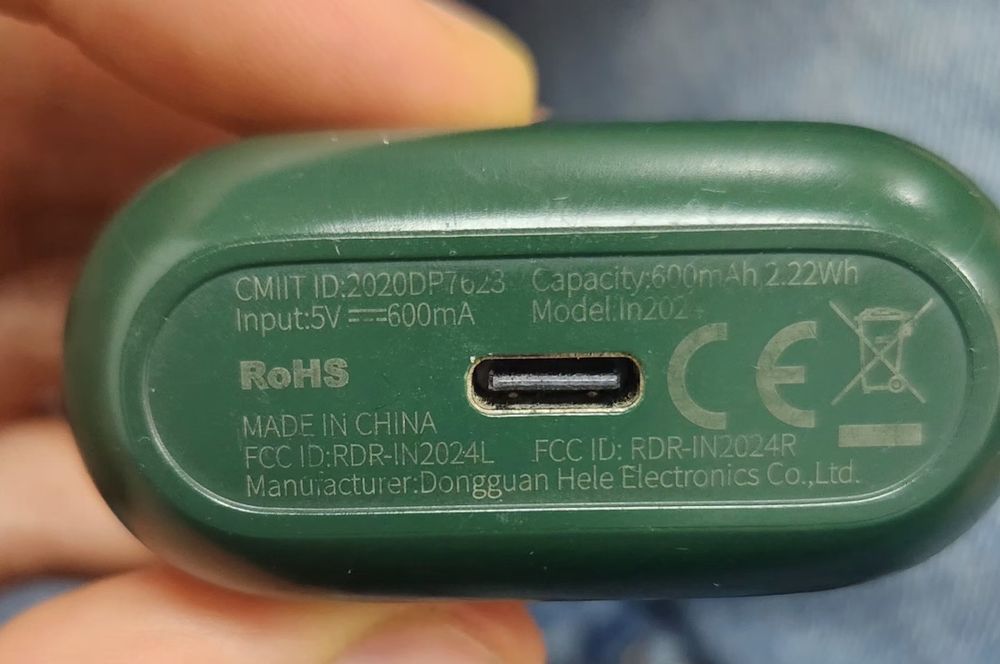 CMIIT ID:2020DP7623 Capacity:600mAh,2.22Wh
Input:5V⎓600mA Model:In2024
RoHS
CE
MADE IN CHINA
FCC ID:RDR-IN2024L FCC ID: RDR-IN2024R
Manufacturer:Dongguan Hele Electronics Co.,Ltd.